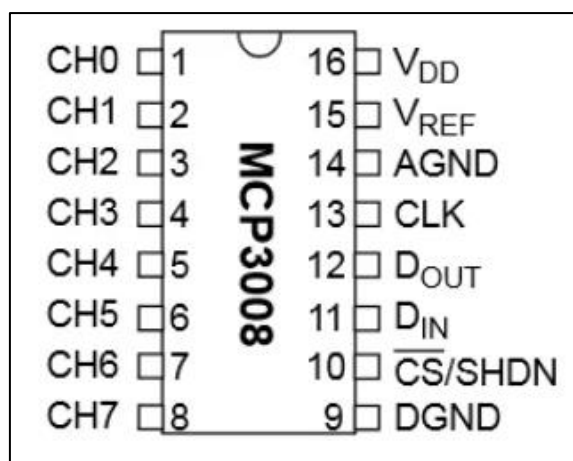 CH0 1 16 VDD
CH1 2 15 VREF
CH2 3 14 AGND
CH3 4 13 CLK
CH4 5 12 DOUT
CH5 6 11 DIN
CH6 7 10 CS/SHDN
CH7 8 9 DGND
MCP3008